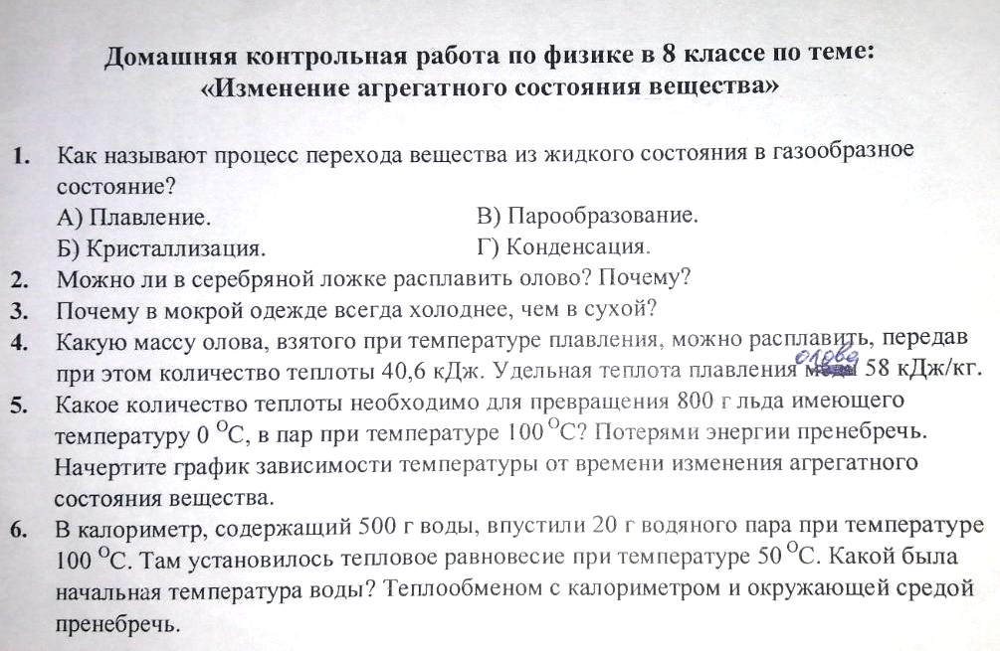 Домашняя контрольная работа по физике в 8 классе по теме:
«Изменение агрегатного состояния вещества»
1. Как называют процесс перехода вещества из жидкого состояния в газообразное
состояние?
А) Плавление. В) Парообразование.
Б) Кристаллизация. Г) Конденсация.
2. Можно ли в серебряной ложке расплавить олово? Почему?
3. Почему в мокрой одежде всегда холоднее, чем в сухой?
4. Какую массу олова, взятого при температуре плавления, можно расплавить, передав
при этом количество теплоты 40,6 кДж. Удельная теплота плавления олова 58 кДж/кг.
5. Какое количество теплоты необходимо для превращения 800 г льда имеющего
температуру 0 °С, в пар при температуре 100 °С? Потерями энергии пренебречь.
Начертите график зависимости температуры от времени изменения агрегатного
состояния вещества.
6. В калориметр, содержащий 500 г воды, впустили 20 г водяного пара при температуре
100 °С. Там установилось тепловое равновесие при температуре 50 °С. Какой была
начальная температура воды? Теплообменом с калориметром и окружающей средой
пренебречь.